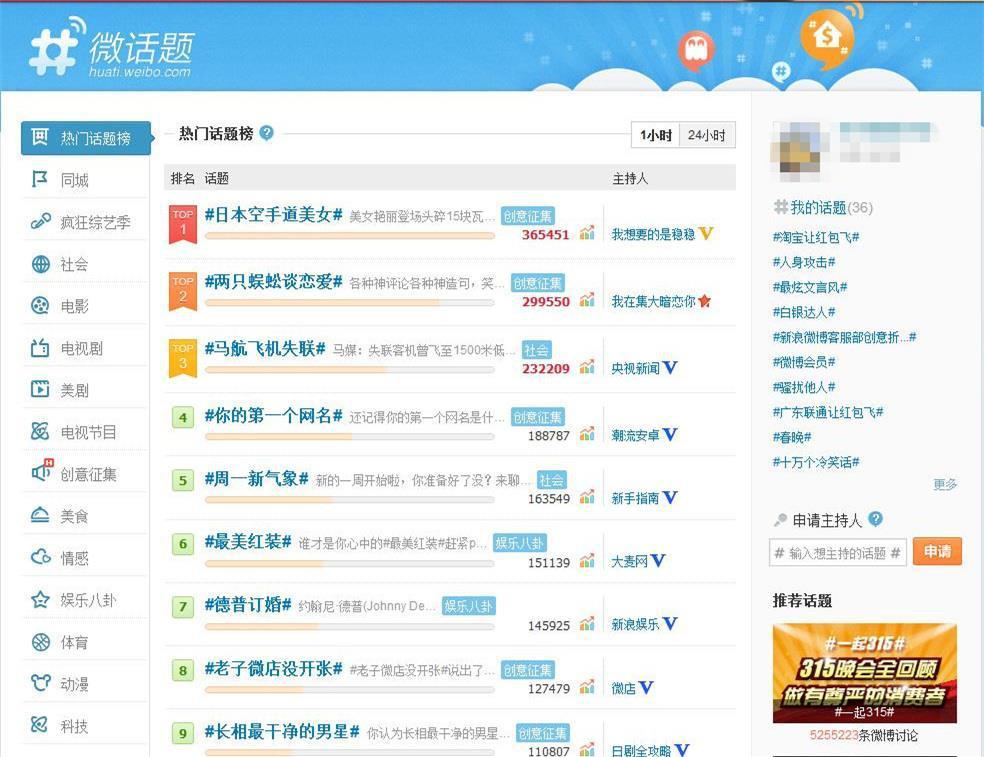 微话题
huati.weibo.com
热门话题榜
同城
疯狂综艺季
社会
电影
电视剧
美剧
电视节目
创意征集
H
美食
情感
娱乐八卦
体育
动漫
科技
热门话题榜 ?
1小时 24小时
排名 话题 主持人
TOP 1 #日本空手道美女# 美女艳丽登场头碎15块瓦... 创意征集
365451 我想要的是稳稳 V
TOP 2 #两只蜈蚣谈恋爱# 各种神评论各种神造句，笑... 创意征集
299550 我在集大暗恋你
TOP 3 #马航飞机失联# 马媒：失联客机曾飞至1500米低... 社会
232209 央视新闻 V
4 #你的第一个网名# 还记得你的第一个网名是什... 创意征集
188787 潮流安卓 V
5 #周一新气象# 新的一周开始啦，你准备好了没？来聊... 社会
163549 新手指南 V
6 #最美红装# 谁才是你心中的#最美红装#赶紧p... 娱乐八卦
151139 大麦网 V
7 #德普订婚# 约翰尼·德普(Johnny De... 娱乐八卦
145925 新浪娱乐 V
8 #老子微店没开张# #老子微店没开张#说出了... 创意征集
127479 微店 V
9 #长相最干净的男星# 你认为长相最干净的男星... 创意征集
110807 日剧全攻略 V
#我的话题(36)
#淘宝让红包飞#
#人身攻击#
#最炫文言风#
#白银达人#
#新浪微博客服部创意折...#
#微博会员#
#骚扰他人#
#广东联通让红包飞#
#春晚#
#十万个冷笑话#
更多
申请主持人 ?
# 输入想主持的话题 # 申请
推荐话题
#一起315#
315晚会全回顾
做有尊严的消费者
#一起315#
5255223条微博讨论